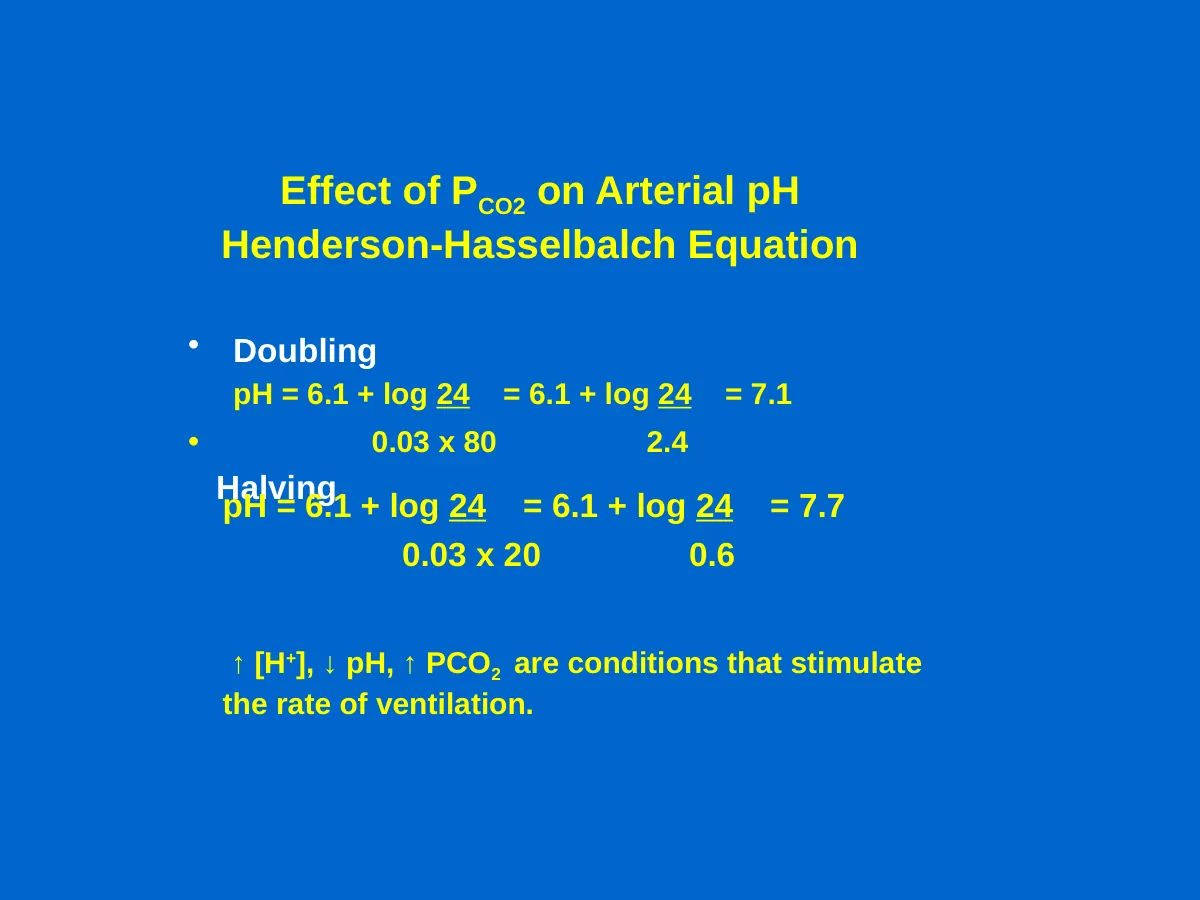 Effect of PCO2 on Arterial pH
Henderson-Hasselbalch Equation
• Doubling
pH = 6.1 + log 24 = 6.1 + log 24 = 7.1
• 0.03 x 80 2.4
Halving
pH = 6.1 + log 24 = 6.1 + log 24 = 7.7
0.03 x 20 0.6
↑ [H+], ↓ pH, ↑ PCO2 are conditions that stimulate
the rate of ventilation.